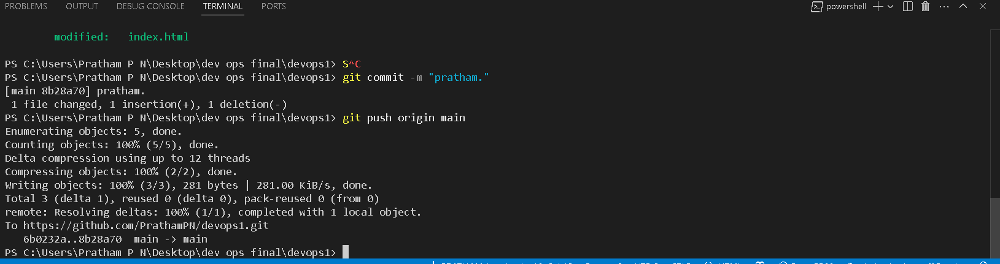 PROBLEMS OUTPUT DEBUG CONSOLE TERMINAL PORTS powershell
modified: index.html
PS C:\Users\Pratham P N\Desktop\dev ops final\devops1> S^C
PS C:\Users\Pratham P N\Desktop\dev ops final\devops1> git commit -m "pratham."
[main 8b28a70] pratham.
1 file changed, 1 insertion(+), 1 deletion(-)
PS C:\Users\Pratham P N\Desktop\dev ops final\devops1> git push origin main
Enumerating objects: 5, done.
Counting objects: 100% (5/5), done.
Delta compression using up to 12 threads
Compressing objects: 100% (2/2), done.
Writing objects: 100% (3/3), 281 bytes | 281.00 KiB/s, done.
Total 3 (delta 1), reused 0 (delta 0), pack-reused 0 (from 0)
remote: Resolving deltas: 100% (1/1), completed with 1 local object.
To https://github.com/PrathamPN/devops1.git
6b0232a..8b28a70 main -> main
PS C:\Users\Pratham P N\Desktop\dev ops final\devops1>